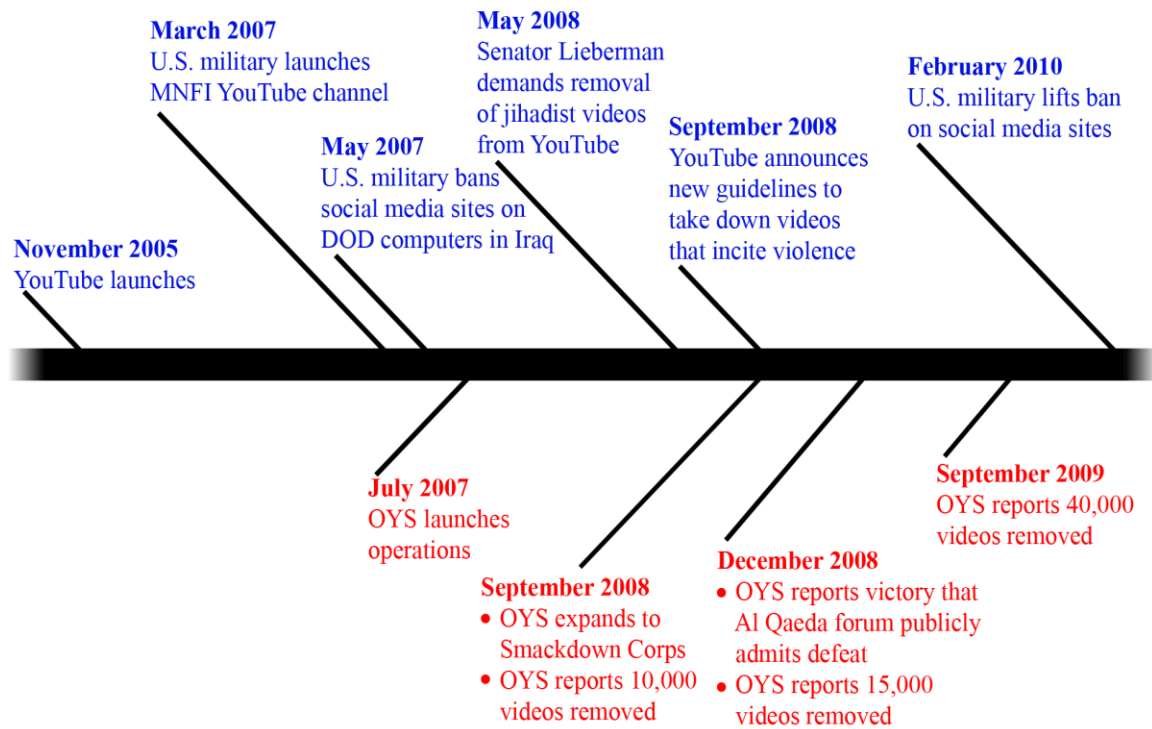 March 2007
U.S. military launches
MNFI YouTube channel
May 2008
Senator Lieberman
demands removal
of jihadist videos
from YouTube
February 2010
U.S. military lifts ban
on social media sites
May 2007
U.S. military bans
social media sites on
DOD computers in Iraq
September 2008
YouTube announces
new guidelines to
take down videos
that incite violence
November 2005
YouTube launches
July 2007
OYS launches
operations
September 2008
• OYS expands to
Smackdown Corps
• OYS reports 10,000
videos removed
December 2008
• OYS reports victory that
Al Qaeda forum publicly
admits defeat
• OYS reports 15,000
videos removed
September 2009
OYS reports 40,000
videos removed